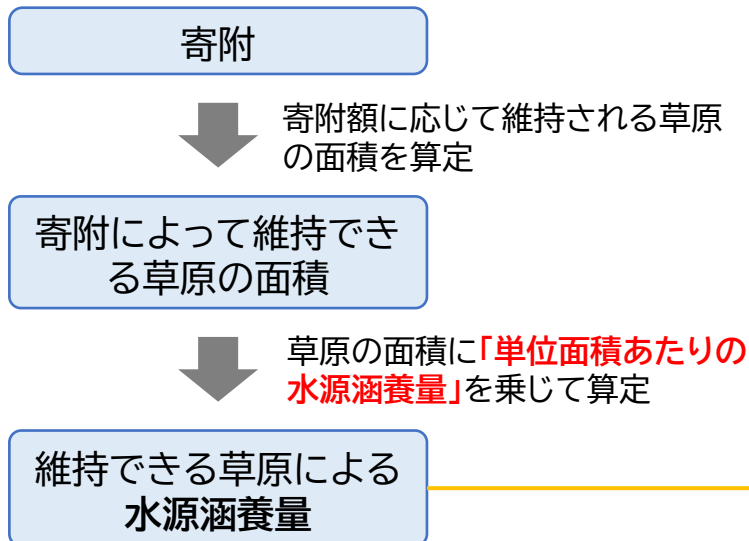 寄附
寄附額に応じて維持される草原
の面積を算定
寄附によって維持でき
る草原の面積
草原の面積に「単位面積あたりの
水源涵養量」を乗じて算定
維持できる草原による
水源涵養量